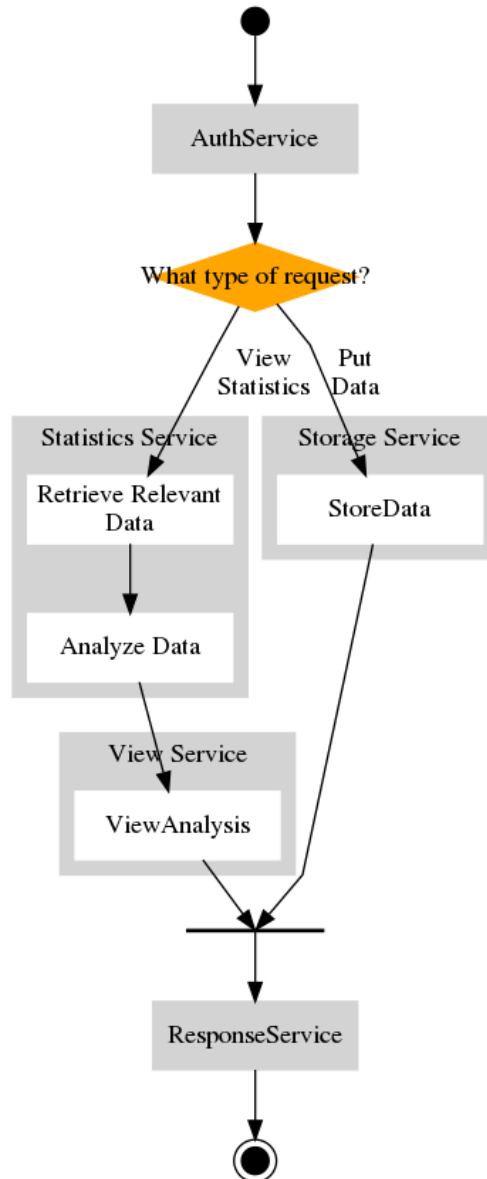 AuthService
What type of request?
View
Statistics
Put
Data
Statistics Service
Retrieve Relevant
Data
Analyze Data
Storage Service
StoreData
View Service
ViewAnalysis
ResponseService